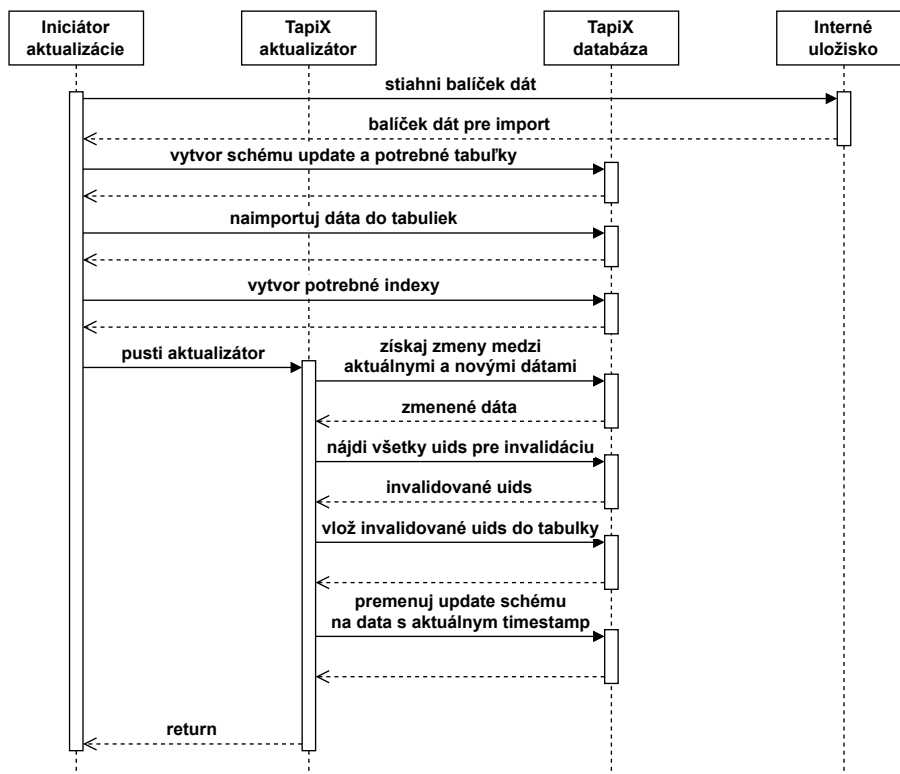 Iniciátor
aktualizácie
TapiX
aktualizátor
TapiX
databáza
Interné
uložisko
stiahni balíček dát
balíček dát pre import
vytvor schému update a potrebné tabuľky
naimportuj dáta do tabuliek
vytvor potrebné indexy
pusti aktualizátor
získaj zmeny medzi
aktuálnymi a novými dátami
zmenené dáta
nájdi všetky uids pre invalidáciu
invalidované uids
vlož invalidované uids do tabulky
premenuj update schému
na data s aktuálnym timestamp
return